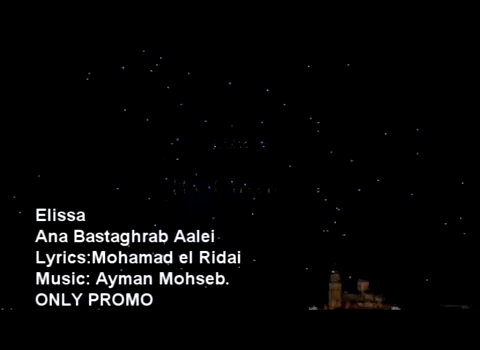 Elissa
Ana Bastaghrab Aalei
Lyrics:Mohamad el Ridai
Music: Ayman Mohseb.
ONLY PROMO